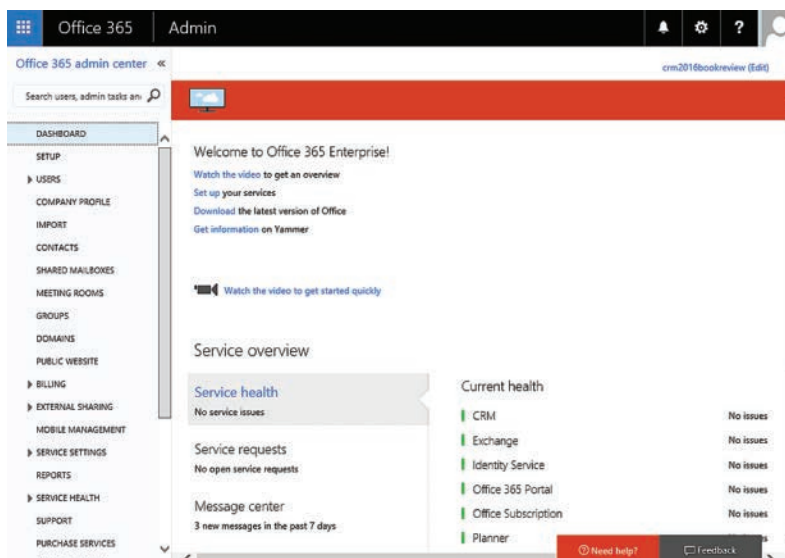 Office 365 Admin ?
Office 365 admin center «
crm2016bookreview (Edit)
Search users, admin tasks an
DASHBOARD
SETUP
USERS
COMPANY PROFILE
IMPORT
CONTACTS
SHARED MAILBOXES
MEETING ROOMS
GROUPS
DOMAINS
PUBLIC WEBSITE
BILLING
EXTERNAL SHARING
MOBILE MANAGEMENT
SERVICE SETTINGS
REPORTS
SERVICE HEALTH
SUPPORT
PURCHASE SERVICES
Welcome to Office 365 Enterprise!
Watch the video to get an overview
Set up your services
Download the latest version of Office
Get information on Yammer
Watch the video to get started quickly
Service overview
Service health
No service issues
Service requests
No open service requests
Message center
3 new messages in the past 7 days
Current health
CRM No issues
Exchange No issues
Identity Service No issues
Office 365 Portal No issues
Office Subscription No issues
Planner
Need help?
Feedback